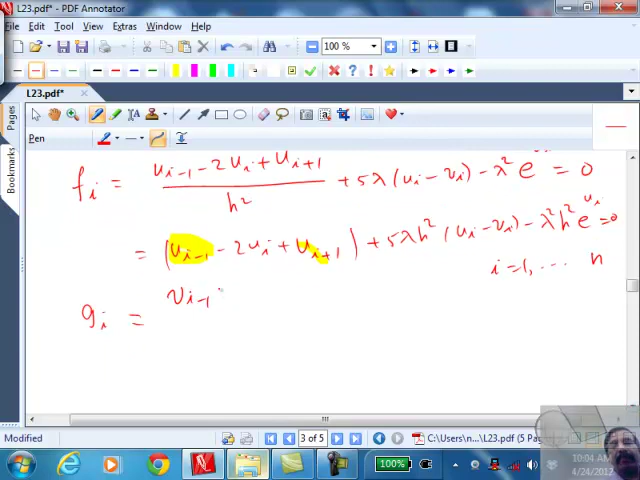 L23.pdf* - PDF Annotator
File Edit View Tool Extras Window Help
100 %
L23.pdf*
Pen
Pages
Bookmarks
f_i = (u_{i-1} - 2u_i + u_{i+1}) / h^2 + 5λ(u_i - v_i) - λ^2 e = 0
= (u_{i-1} - 2u_i + u_{i+1}) + 5λh^2 (u_i - v_i) - λ^2 h^2 e^{u_i} = 0
i=1, ... n
g_i = v_{i-1}
Modified
3 of 5
C:\Users\n...\L23.pdf (5 Pages
100%
10:04 AM
4/24/2012